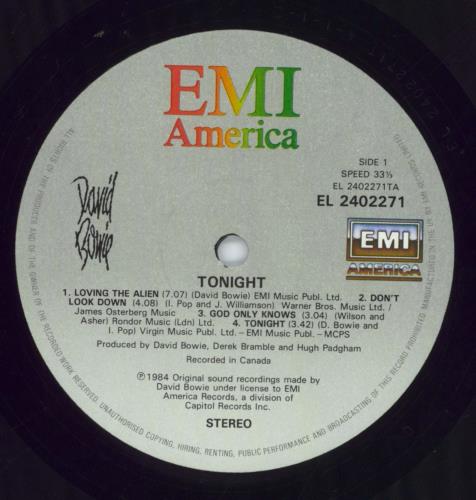 EMI
America
SIDE 1
SPEED 33⅓
EL 2402271TA
EL 2402271
David
Bowie
EMI
AMERICA
TONIGHT
1. LOVING THE ALIEN (7.07) (David Bowie) EMI Music Publ. Ltd. 2. DON'T
LOOK DOWN (4.08) (I. Pop and J. Williamson) Warner Bros. Music Ltd. /
James Osterberg Music 3. GOD ONLY KNOWS (3.04) (Wilson and
Asher) Rondor Music (Ldn) Ltd. 4. TONIGHT (3.42) (D. Bowie and
I. Pop) Virgin Music Publ. Ltd. – EMI Music Publ. –MCPS
Produced by David Bowie, Derek Bramble and Hugh Padgham
Recorded in Canada
℗1984 Original sound recordings made by
David Bowie under license to EMI
America Records, a division of
Capitol Records Inc.
STEREO
ALL RIGHTS OF THE PRODUCER AND OF THE OWNER OF THE RECORDED WORK RESERVED. UNAUTHORISED COPYING, HIRING, RENTING, PUBLIC PERFORMANCE AND BROADCASTING OF THIS RECORD PROHIBITED.